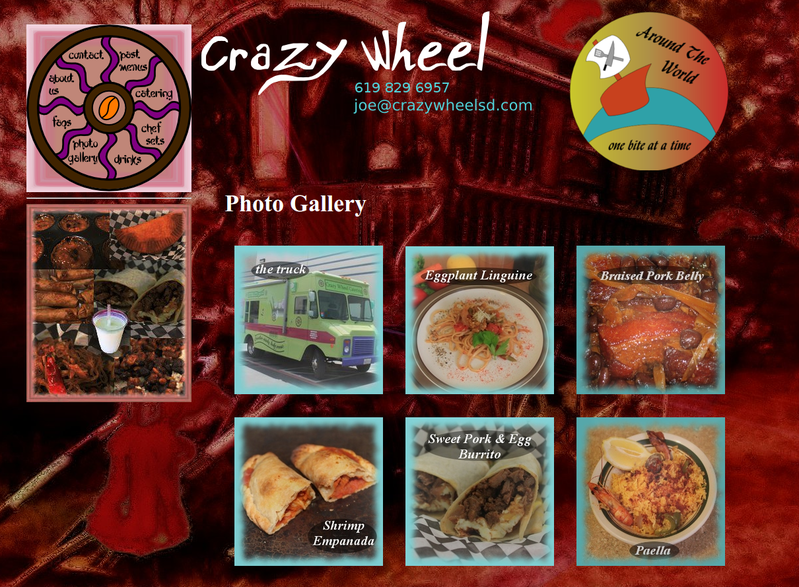 Crazy Wheel
619 829 6957
joe@crazywheelsd.com
Around The
World
one bite at a time
contact
past
menus
about
us
catering
faqs
chef
sets
photo
gallery
drinks
Photo Gallery
the truck
Eggplant Linguine
Braised Pork Belly
Shrimp
Empanada
Sweet Pork & Egg
Burrito
Paella